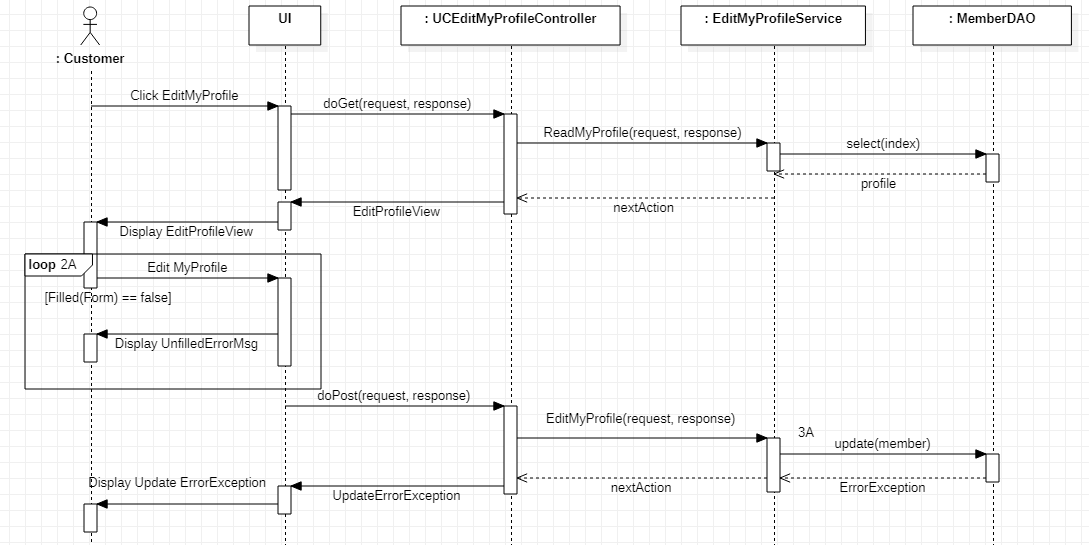 : Customer
UI
: UCEditMyProfileController
: EditMyProfileService
: MemberDAO
Click EditMyProfile
doGet(request, response)
ReadMyProfile(request, response)
select(index)
profile
nextAction
EditProfileView
Display EditProfileView
loop 2A
Edit MyProfile
[Filled(Form) == false]
Display UnfilledErrorMsg
doPost(request, response)
EditMyProfile(request, response)
3A
update(member)
ErrorException
nextAction
UpdateErrorException
Display Update ErrorException